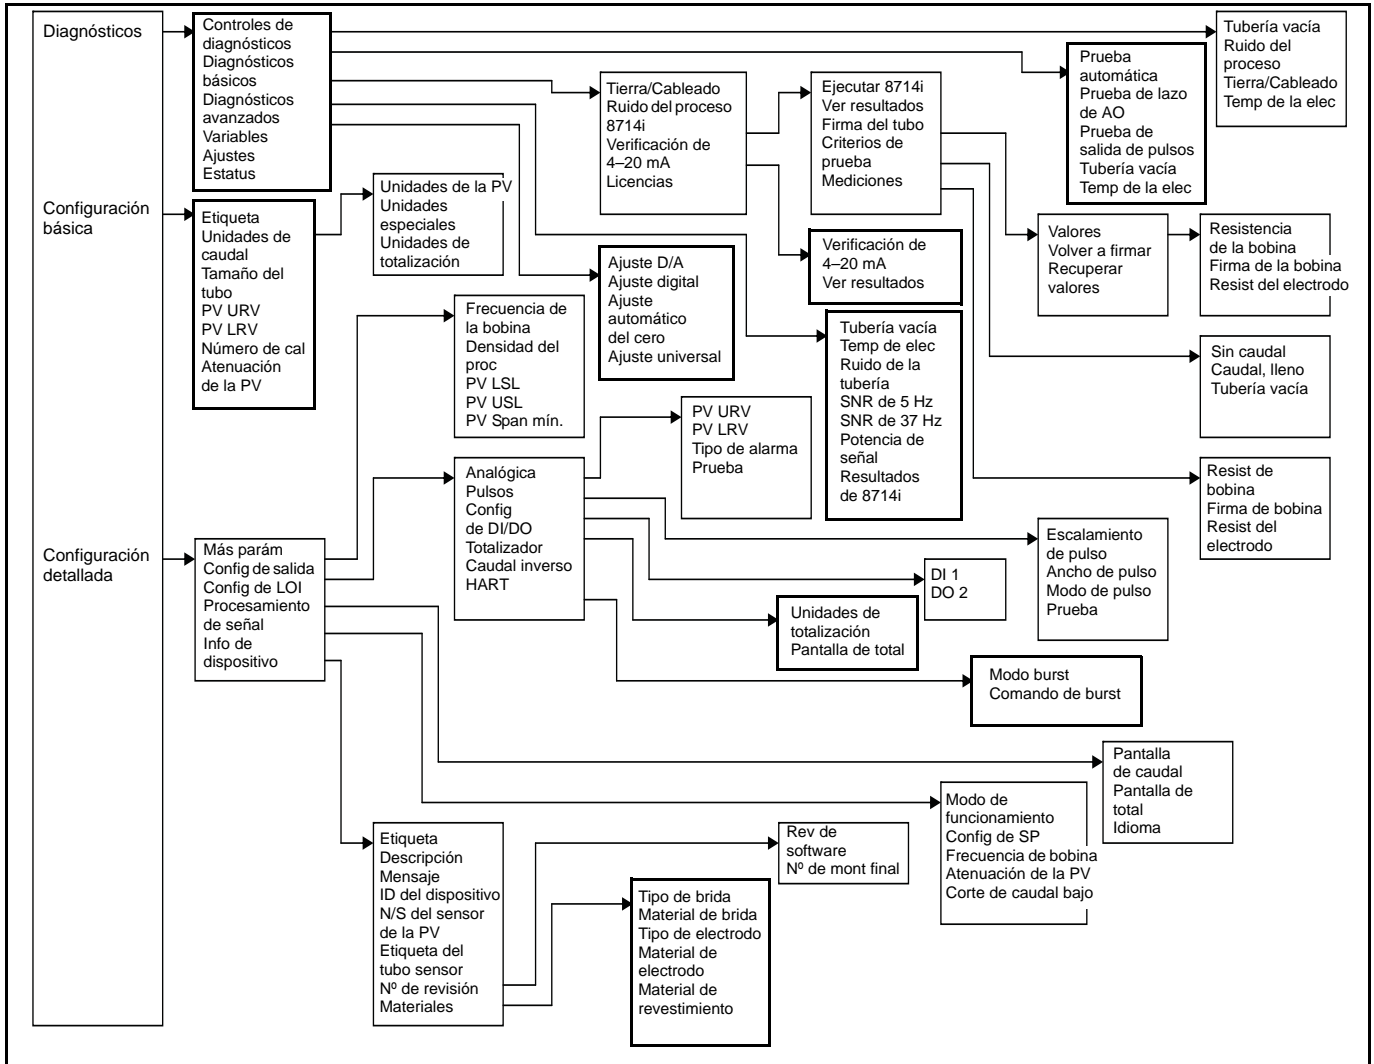 Diagnósticos
Configuración
básica
Configuración
detallada
Controles de
diagnósticos
Diagnósticos
básicos
Diagnósticos
avanzados
Variables
Ajustes
Estatus
Tubería vacía
Ruido del
proceso
Tierra/Cableado
Temp de la elec
Prueba
automática
Prueba de lazo
de AO
Prueba de
salida de pulsos
Tubería vacía
Temp de la elec
Tierra/Cableado
Ruido del proceso
8714i
Verificación de
4–20 mA
Licencias
Ejecutar 8714i
Ver resultados
Firma del tubo
Criterios de
prueba
Mediciones
Etiqueta
Unidades de
caudal
Tamaño del
tubo
PV URV
PV LRV
Número de cal
Atenuación
de la PV
Unidades de la PV
Unidades
especiales
Unidades de
totalización
Valores
Volver a firmar
Recuperar
valores
Resistencia
de la bobina
Firma de la bobina
Resist del electrodo
Verificación de
4–20 mA
Ver resultados
Ajuste D/A
Ajuste digital
Ajuste
automático
del cero
Ajuste universal
Frecuencia de
la bobina
Densidad del
proc
PV LSL
PV USL
PV Span mín.
Tubería vacía
Temp de elec
Ruido de la
tubería
SNR de 5 Hz
SNR de 37 Hz
Potencia de
señal
Resultados
de 8714i
Sin caudal
Caudal, lleno
Tubería vacía
PV URV
PV LRV
Tipo de alarma
Prueba
Analógica
Pulsos
Config
de DI/DO
Totalizador
Caudal inverso
HART
Resist de
bobina
Firma de bobina
Resist del
electrodo
Más parám
Config de salida
Config de LOI
Procesamiento
de señal
Info de
dispositivo
Escalamiento
de pulso
Ancho de pulso
Modo de pulso
Prueba
DI 1
DO 2
Unidades de
totalización
Pantalla de total
Modo burst
Comando de burst
Pantalla
de caudal
Pantalla de
total
Idioma
Modo de
funcionamiento
Config de SP
Frecuencia de bobina
Atenuación de la PV
Corte de caudal bajo
Etiqueta
Descripción
Mensaje
ID del dispositivo
N/S del sensor
de la PV
Etiqueta del
tubo sensor
Nº de revisión
Materiales
Rev de
software
Nº de mont final
Tipo de brida
Material de brida
Tipo de electrodo
Material de
electrodo
Material de
revestimiento